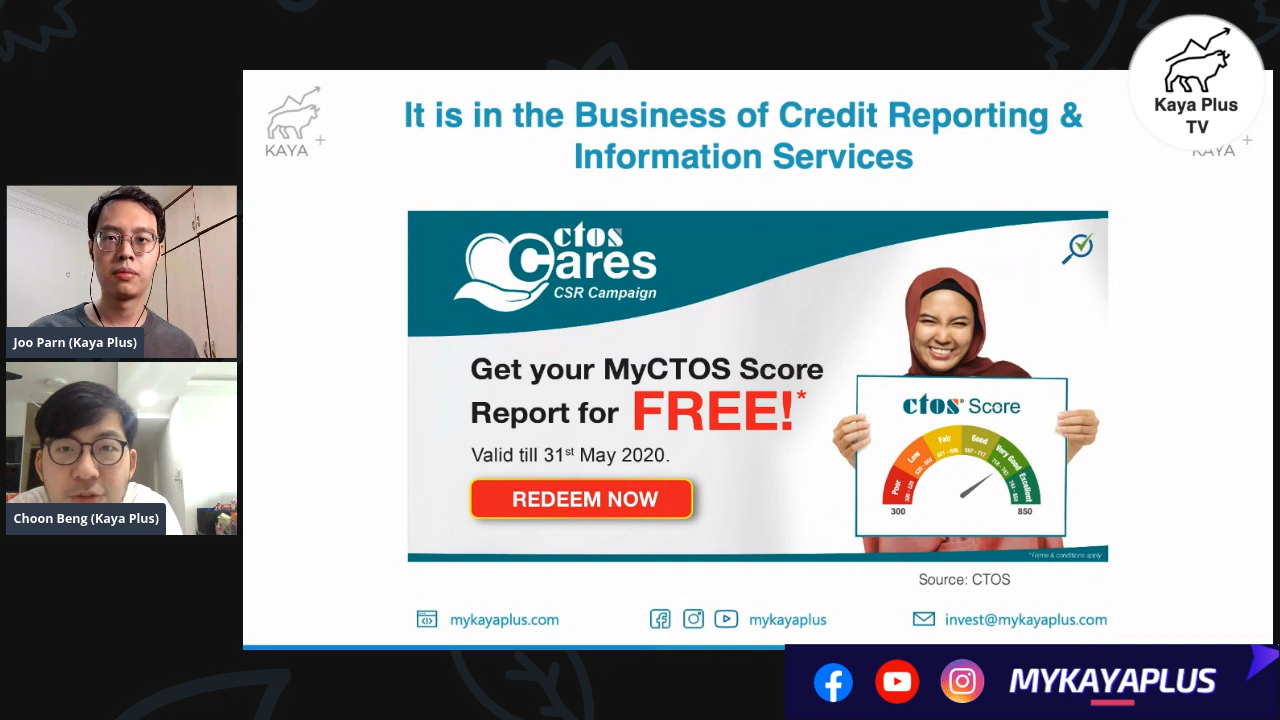 Kaya Plus
TV
KAYA +
KAYA +
It is in the Business of Credit Reporting &
Information Services
ctos
Cares
CSR Campaign
Get your MyCTOS Score
Report for FREE!*
Valid till 31st May 2020.
REDEEM NOW
ctos® Score
Poor
Low
Fair
Good
Very Good
Excellent
300
850
*Terms & conditions apply
Source: CTOS
mykayaplus.com
mykayaplus
invest@mykayaplus.com
Joo Parn (Kaya Plus)
Choon Beng (Kaya Plus)
MYKAYAPLUS